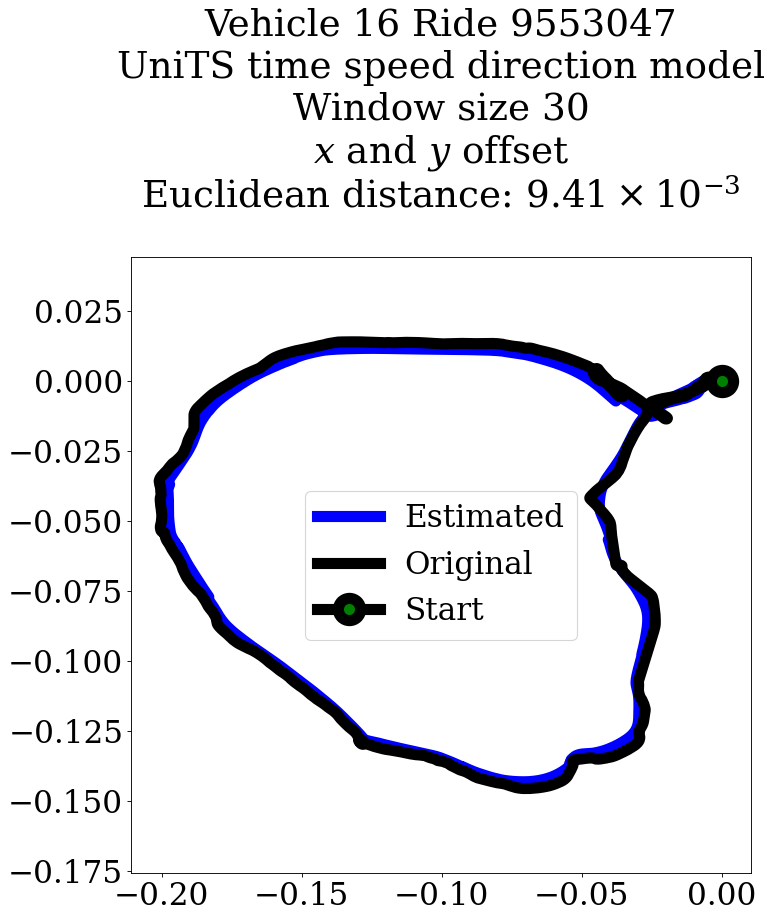 Vehicle 16 Ride 9553047
UniTS time speed direction model
Window size 30
x and y offset
Euclidean distance: 9.41 × 10⁻³
0.025
0.000
−0.025
−0.050
−0.075
−0.100
−0.125
−0.150
−0.175
Estimated
Original
Start
−0.20 −0.15 −0.10 −0.05 0.00